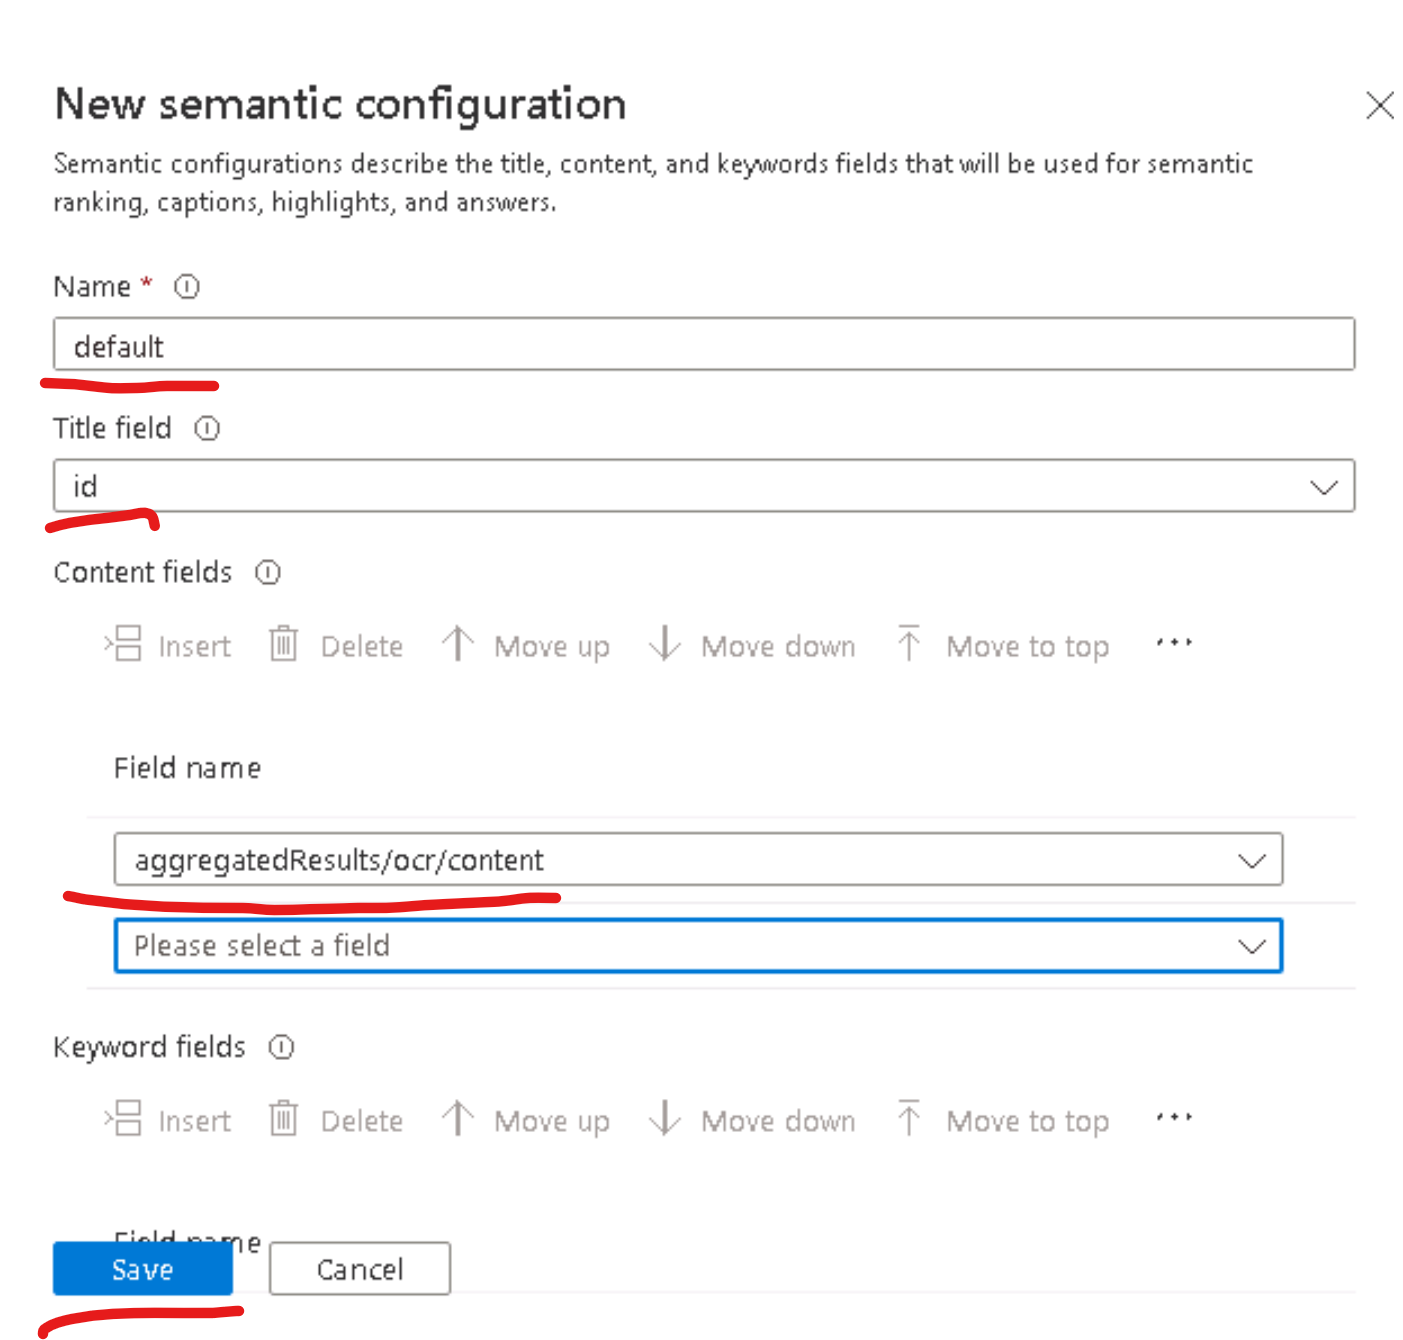 New semantic configuration
Semantic configurations describe the title, content, and keywords fields that will be used for semantic
ranking, captions, highlights, and answers.
Name *
default
Title field
id
Content fields
Insert Delete Move up Move down Move to top ...
Field name
aggregatedResults/ocr/content
Please select a field
Keyword fields
Insert Delete Move up Move down Move to top ...
Field name
Save Cancel